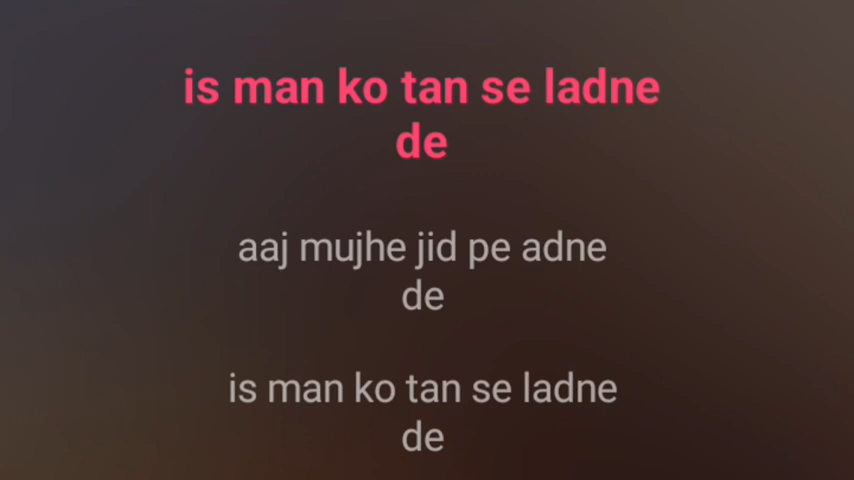 is man ko tan se ladne
de
aaj mujhe jid pe adne
de
is man ko tan se ladne
de